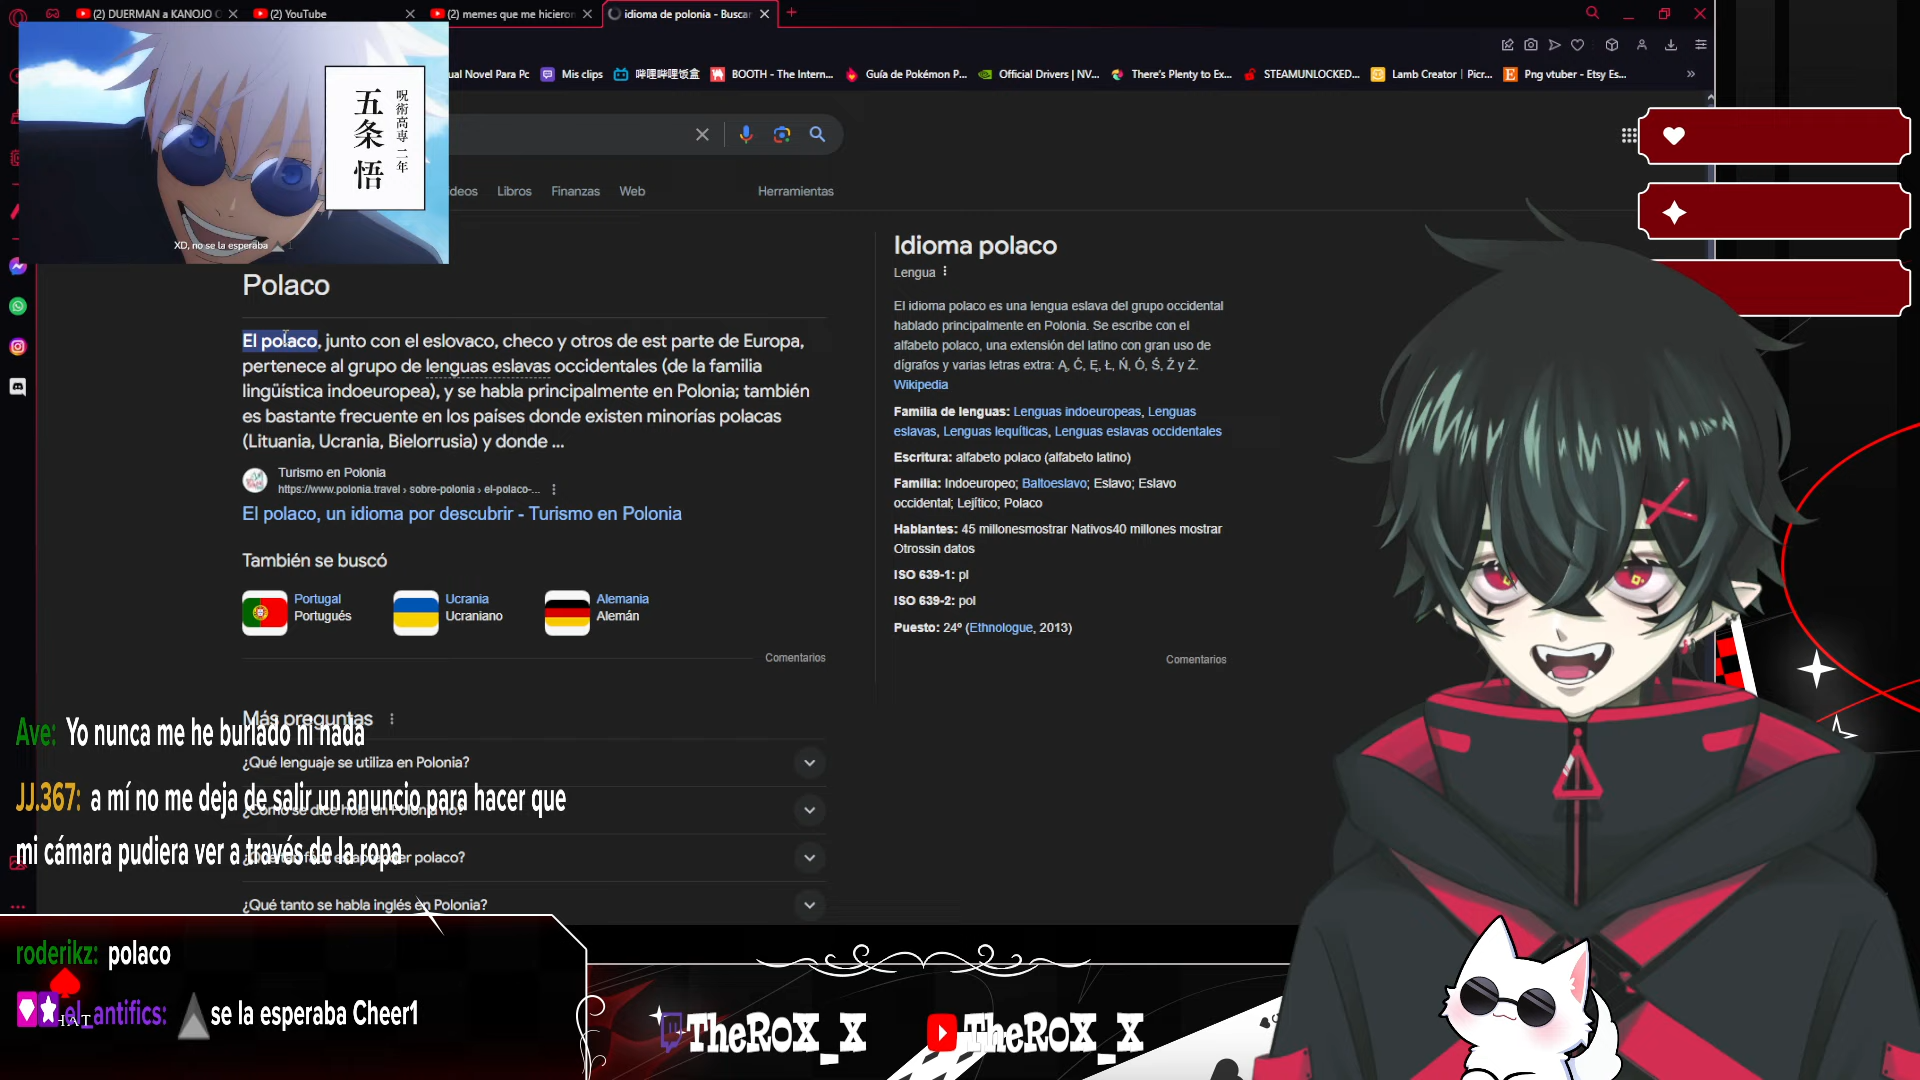 (2) DUERMAN a KANOJO
(2) YouTube
(2) memes que me hicieron
idioma de polonia - Buscar
ual Novel Para Pc
Mis clips
哔哩哔哩饭盒
BOOTH - The Intern...
Guía de Pokémon P...
Official Drivers | NV...
There's Plenty to Ex...
STEAMUNLOCKED...
Lamb Creator | Picr...
Png vtuber - Etsy Es...
»
呪術高専 二年
五条 悟
XD, no se la esperaba
deos
Libros
Finanzas
Web
Herramientas
Polaco
El polaco, junto con el eslovaco, checo y otros de est parte de Europa,
pertenece al grupo de lenguas eslavas occidentales (de la familia
lingüística indoeuropea), y se habla principalmente en Polonia; también
es bastante frecuente en los países donde existen minorías polacas
(Lituania, Ucrania, Bielorrusia) y donde ...
Turismo en Polonia
https://www.polonia.travel › sobre-polonia › el-polaco-...
El polaco, un idioma por descubrir - Turismo en Polonia
También se buscó
Portugal
Portugués
Ucrania
Ucraniano
Alemania
Alemán
Comentarios
Más preguntas
¿Qué lenguaje se utiliza en Polonia?
¿Cómo se dice hola en Polonia no?
polaco?
¿Qué tanto se habla inglés en Polonia?
Idioma polaco
Lengua
El idioma polaco es una lengua eslava del grupo occidental
hablado principalmente en Polonia. Se escribe con el
alfabeto polaco, una extensión del latino con gran uso de
dígrafos y varias letras extra: Ą, Ć, Ę, Ł, Ń, Ó, Ś, Ź y Ż.
Wikipedia
Familia de lenguas: Lenguas indoeuropeas, Lenguas
eslavas, Lenguas lequíticas, Lenguas eslavas occidentales
Escritura: alfabeto polaco (alfabeto latino)
Familia: Indoeuropeo; Baltoeslavo; Eslavo; Eslavo
occidental; Lejítico; Polaco
Hablantes: 45 millonesmostrar Nativos40 millones mostrar
Otrossin datos
ISO 639-1: pl
ISO 639-2: pol
Puesto: 24º (Ethnologue, 2013)
Comentarios
Ave: Yo nunca me he burlado ni nada
JJ.367: a mí no me deja de salir un anuncio para hacer que
mi cámara pudiera ver a través de la ropa
roderikz: polaco
el_antifics: se la esperaba Cheer1
TheRoX_X
TheRoX_X